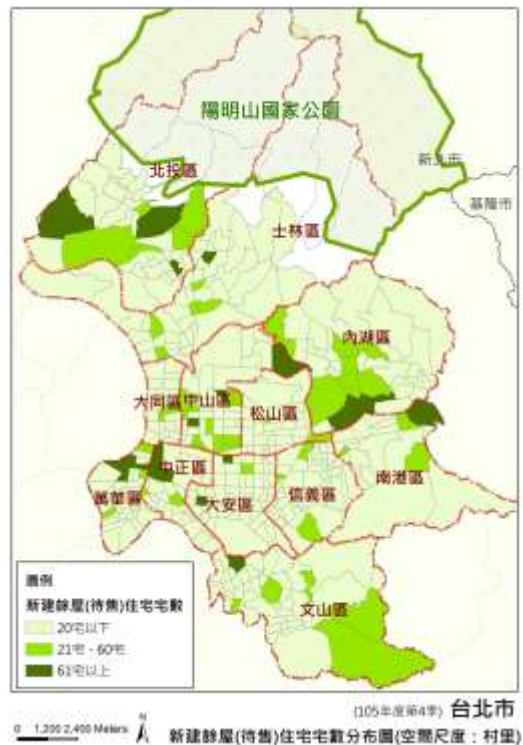 陽明山國家公園
新北市
北投區
基隆市
士林區
內湖區
大同區
中山區
松山區
中正區
南港區
萬華區
大安區
信義區
文山區
圖例
新建餘屋(待售)住宅宅數
20宅以下
21宅 - 60宅
61宅以上
(105年度第4季) 台北市
0 1,200 2,400 Meters
N
新建餘屋(待售)住宅宅數分布圖(空間尺度：村里)